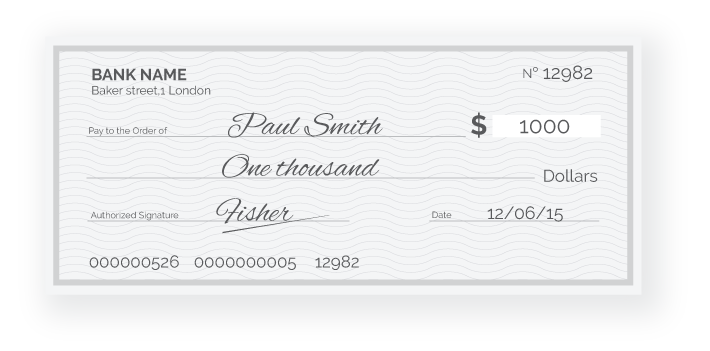 BANK NAME
Baker street,1 London
Nº 12982
Pay to the Order of Paul Smith $ 1000
One thousand Dollars
Authorized Signature Fisher Date 12/06/15
000000526 0000000005 12982